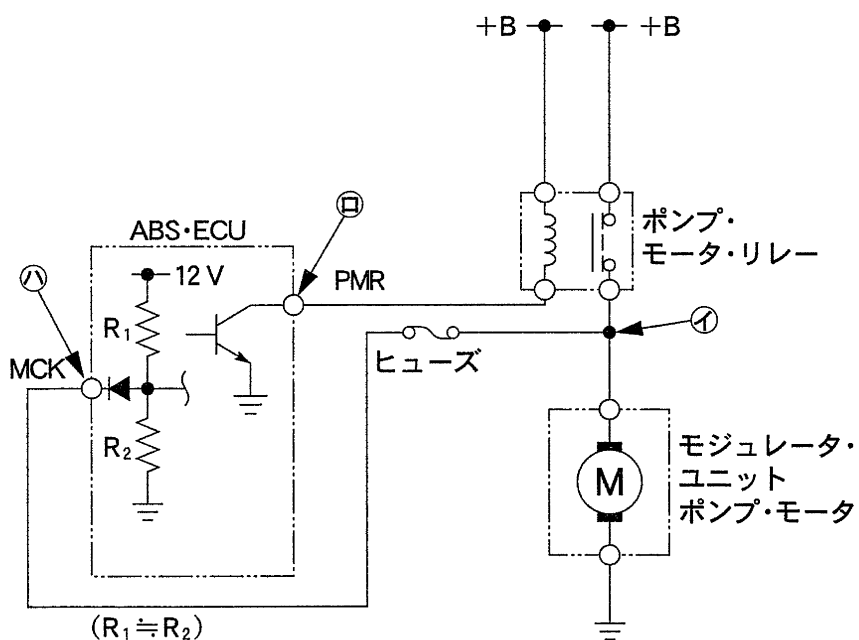 +B
+B
ポンプ・
モータ・リレー
㋺
ABS・ECU
12 V
PMR
㋑
㋩
R1
MCK
ヒューズ
R2
M
モジュレータ・
ユニット
ポンプ・モータ
(R1≒R2)